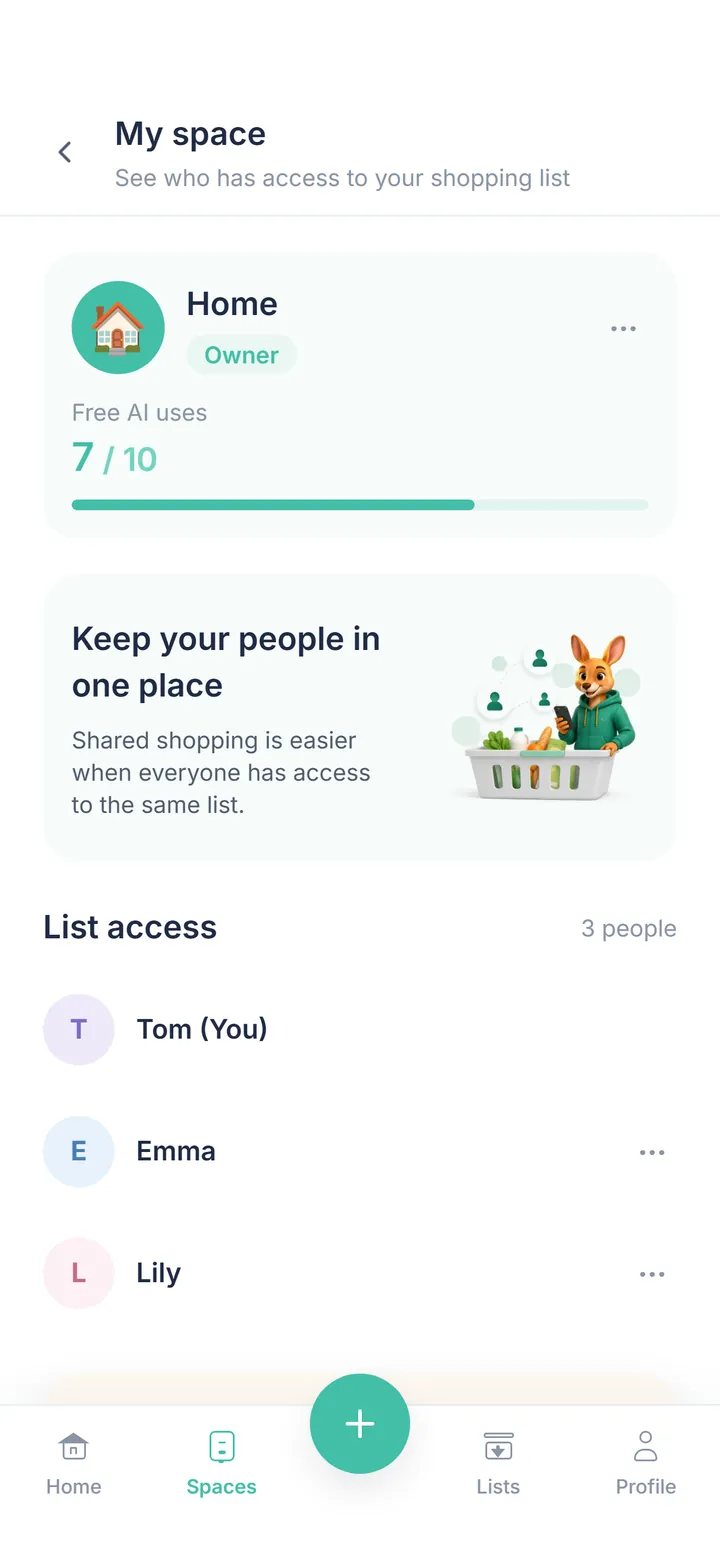 My space
See who has access to your shopping list
Home
Owner
Free AI uses
7 / 10
Keep your people in
one place
Shared shopping is easier
when everyone has access
to the same list.
List access
3 people
T
Tom (You)
E
Emma
L
Lily
Home
Spaces
Lists
Profile